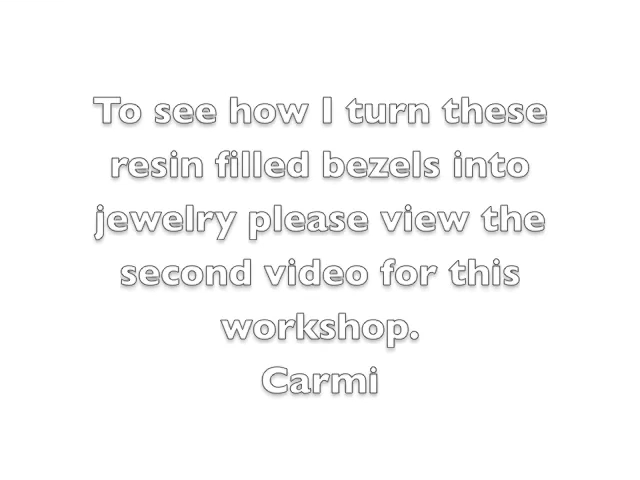 To see how I turn these
resin filled bezels into
jewelry please view the
second video for this
workshop.
Carmi